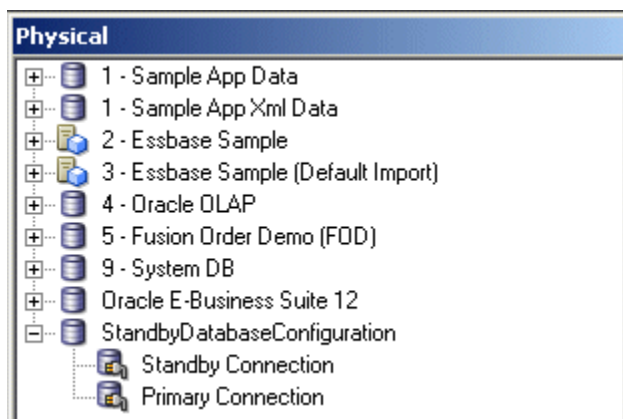 Physical
1 - Sample App Data
1 - Sample App Xml Data
2 - Essbase Sample
3 - Essbase Sample (Default Import)
4 - Oracle OLAP
5 - Fusion Order Demo (FOD)
9 - System DB
Oracle E-Business Suite 12
StandbyDatabaseConfiguration
Standby Connection
Primary Connection